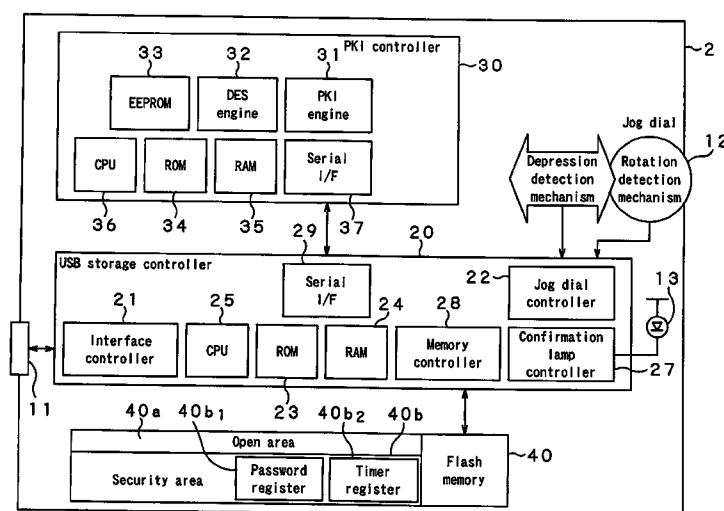 PKI controller
2
33
32
31
30
EEPROM
DES engine
PKI engine
Jog dial
12
CPU
ROM
RAM
Serial I/F
Depression detection mechanism
Rotation detection mechanism
36
34
35
37
29
20
USB storage controller
Serial I/F
22
Jog dial controller
13
21
25
24
28
Interface controller
CPU
ROM
RAM
Memory controller
Confirmation lamp controller
11
23
27
40a
40b1
40b2
40b
Open area
40
Security area
Password register
Timer register
Flash memory